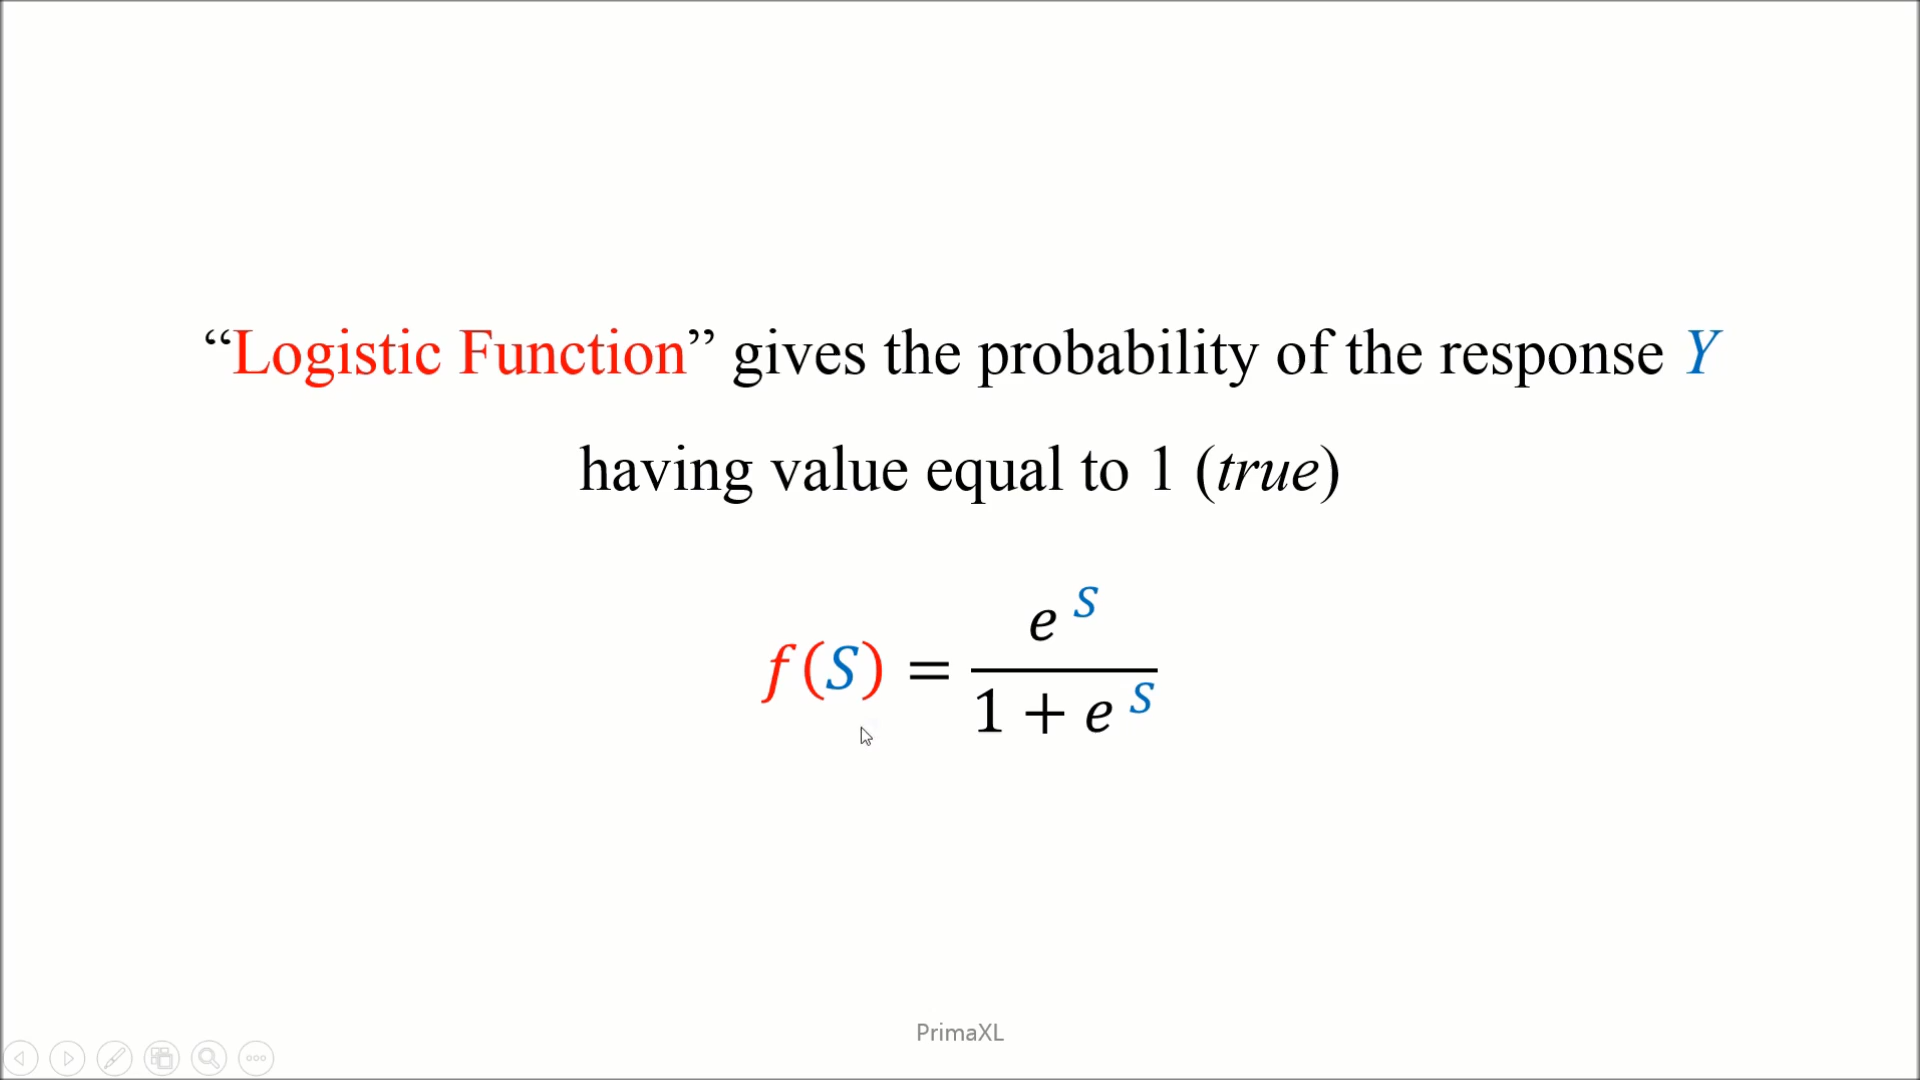 “Logistic Function” gives the probability of the response Y
having value equal to 1 (true)
f(S) = e^S / (1 + e^S)
PrimaXL